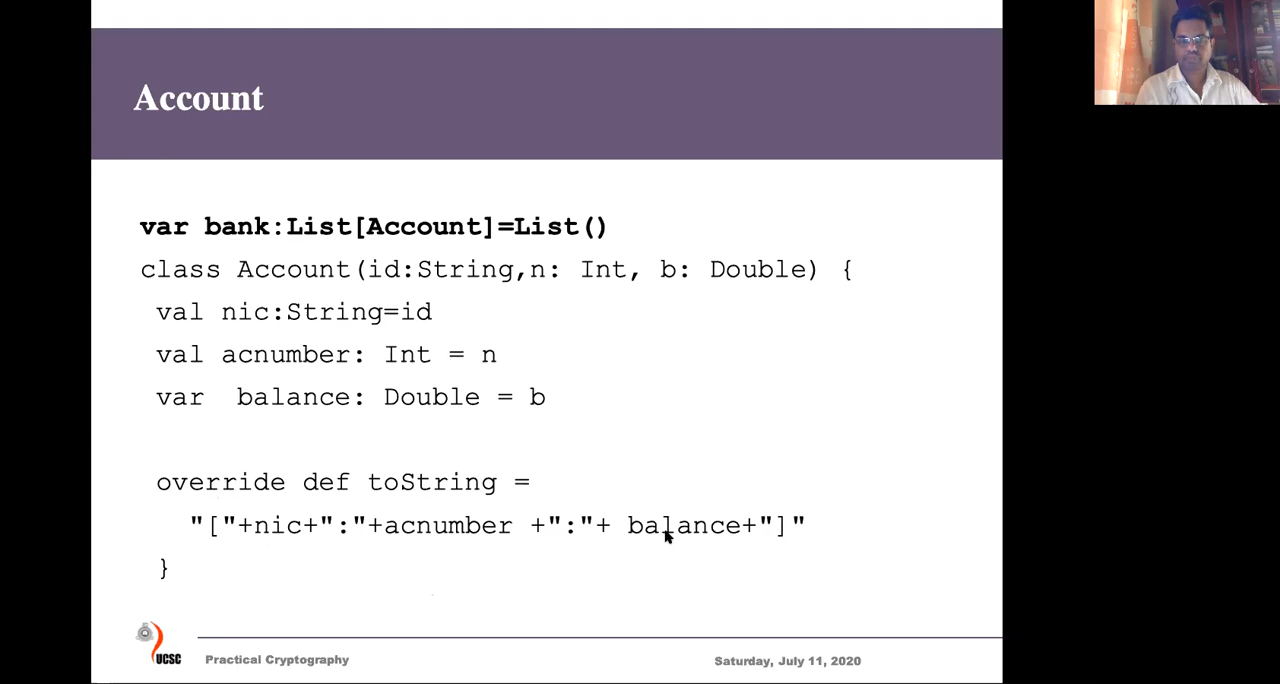 Account
var bank:List[Account]=List()
class Account(id:String,n: Int, b: Double) {
val nic:String=id
val acnumber: Int = n
var  balance: Double = b
override def toString =
"["+nic+":"+acnumber +":"+ balance+"]"
}
UCSC
Practical Cryptography
Saturday, July 11, 2020